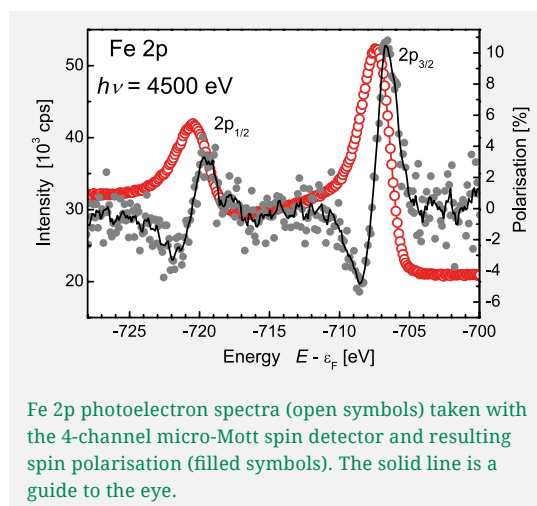 Fe 2p
hν = 4500 eV
2p1/2
2p3/2
50
40
30
20
Intensity [10³ cps]
10
8
6
4
2
0
-2
-4
-6
Polarisation [%]
-725 -720 -715 -710 -705 -700
Energy E - εF [eV]
Fe 2p photoelectron spectra (open symbols) taken with
the 4-channel micro-Mott spin detector and resulting
spin polarisation (filled symbols). The solid line is a
guide to the eye.